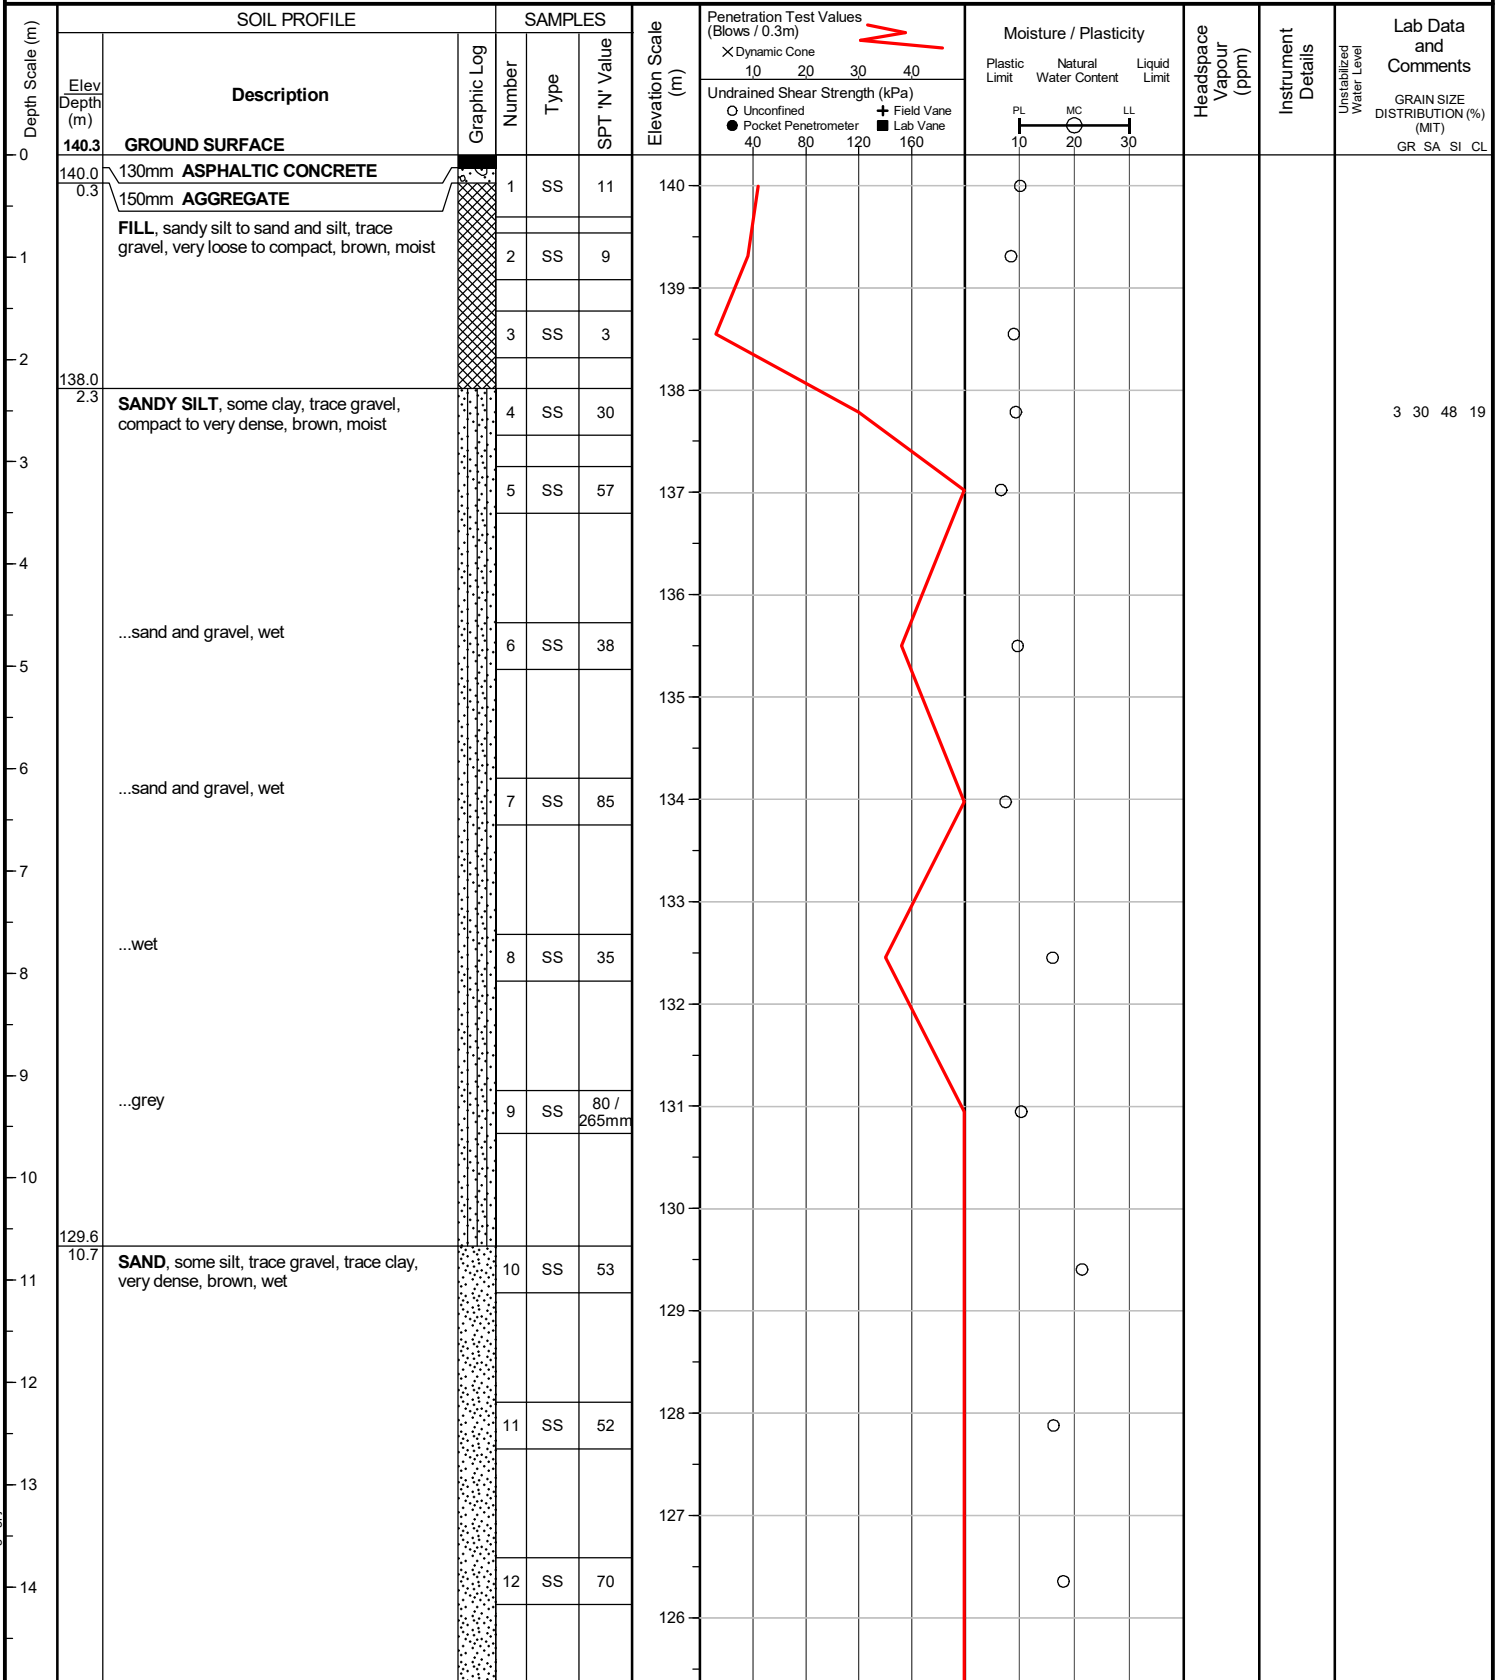 SOIL PROFILE
SAMPLES
Depth Scale (m)
Elev
Depth
(m)
Description
Graphic Log
Number
Type
SPT 'N' Value
Elevation Scale
(m)
Penetration Test Values
(Blows / 0.3m)
Dynamic Cone
10 20 30 40
Undrained Shear Strength (kPa)
Unconfined Field Vane
Pocket Penetrometer Lab Vane
40 80 120 160
Moisture / Plasticity
Plastic Limit
Natural Water Content
Liquid Limit
PL MC LL
10 20 30
Headspace
Vapour
(ppm)
Instrument
Details
Unstabilized
Water Level
Lab Data
and
Comments
GRAIN SIZE
DISTRIBUTION (%)
(MIT)
GR SA SI CL
140.3 GROUND SURFACE
0
140.0 130mm ASPHALTIC CONCRETE
0.3
150mm AGGREGATE
1 SS 11
140
FILL, sandy silt to sand and silt, trace
gravel, very loose to compact, brown, moist
1
2 SS 9
139
3 SS 3
2
138.0
138
2.3
SANDY SILT, some clay, trace gravel,
compact to very dense, brown, moist
4 SS 30
3 30 48 19
3
5 SS 57
137
4
136
...sand and gravel, wet
6 SS 38
5
135
6
...sand and gravel, wet
7 SS 85
134
7
133
...wet
8 SS 35
8
132
9
...grey
9 SS 80 /
265mm
131
10
130
129.6
10.7
SAND, some silt, trace gravel, trace clay,
very dense, brown, wet
10 SS 53
11
129
12
128
11 SS 52
13
127
12 SS 70
14
126